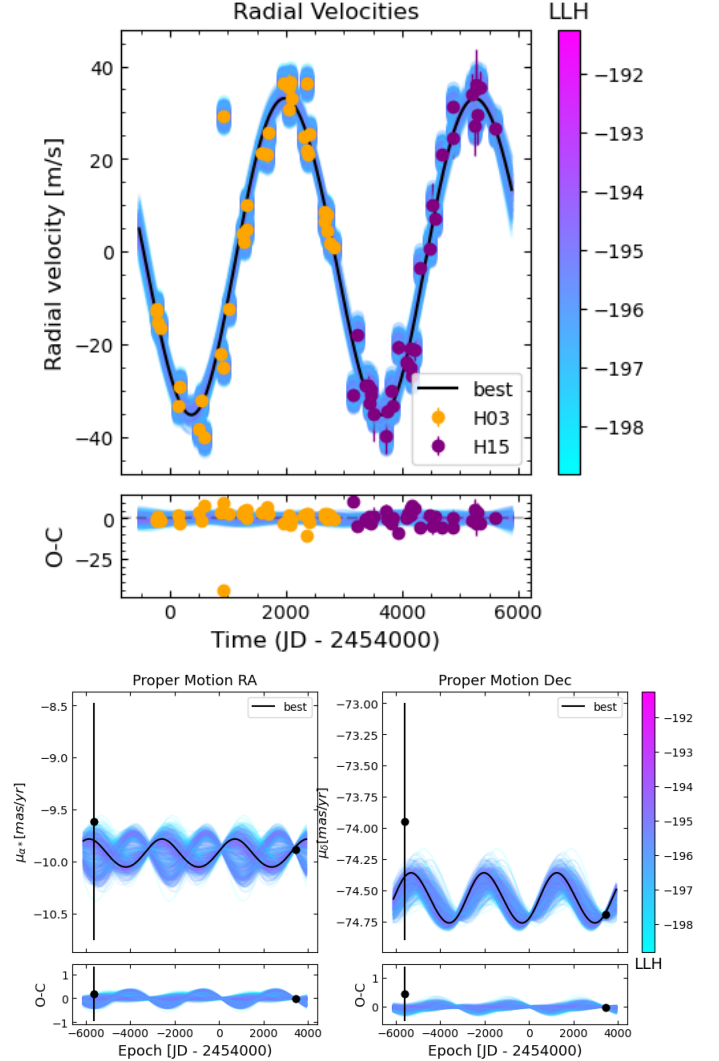 Radial Velocities
LLH
40
20
0
−20
−40
Radial velocity [m/s]
best
H03
H15
−192
−193
−194
−195
−196
−197
−198
0
−25
O-C
0 2000 4000 6000
Time (JD - 2454000)
Proper Motion RA
Proper Motion Dec
best
best
−8.5
−9.0
−9.5
−10.0
−10.5
μα* [mas/yr]
−73.00
−73.25
−73.50
−73.75
−74.00
−74.25
−74.50
−74.75
μδ[mas/yr]
−192
−193
−194
−195
−196
−197
−198
LLH
1
0
−1
O-C
1
0
O-C
−6000 −4000 −2000 0 2000 4000
−6000 −4000 −2000 0 2000 4000
Epoch [JD - 2454000)
Epoch [JD - 2454000)